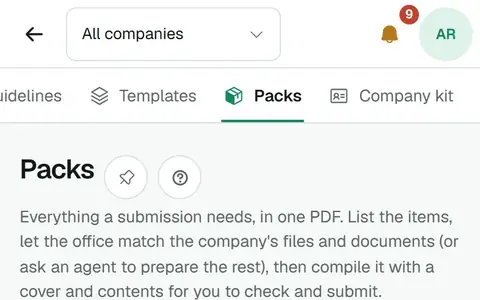 All companies
9
AR
uidelines
Templates
Packs
Company kit
Packs
Everything a submission needs, in one PDF. List the items,
let the office match the company's files and documents (or
ask an agent to prepare the rest), then compile it with a
cover and contents for you to check and submit.